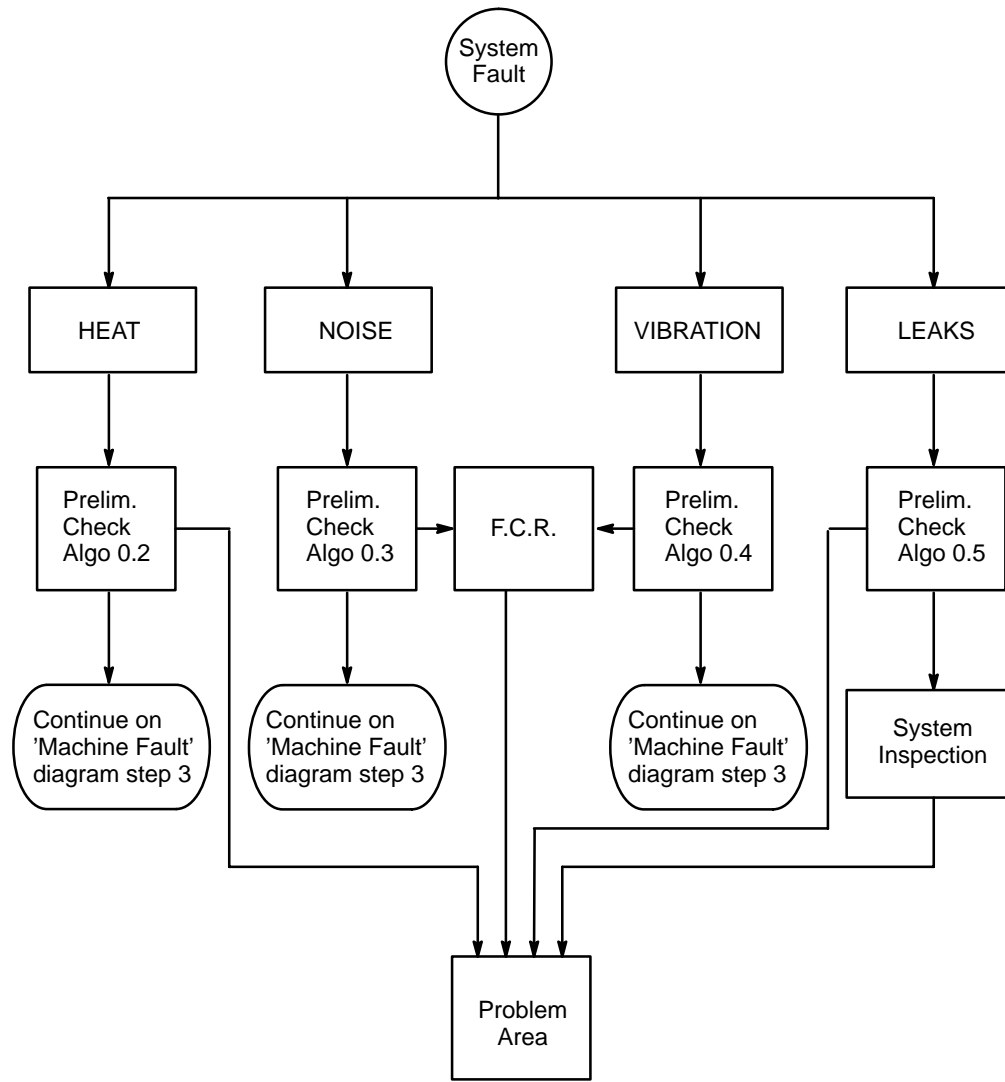 System
Fault
HEAT
NOISE
VIBRATION
LEAKS
Prelim.
Check
Algo 0.2
Prelim.
Check
Algo 0.3
F.C.R.
Prelim.
Check
Algo 0.4
Prelim.
Check
Algo 0.5
Continue on
’Machine Fault’
diagram step 3
Continue on
’Machine Fault’
diagram step 3
Continue on
’Machine Fault’
diagram step 3
System
Inspection
Problem
Area